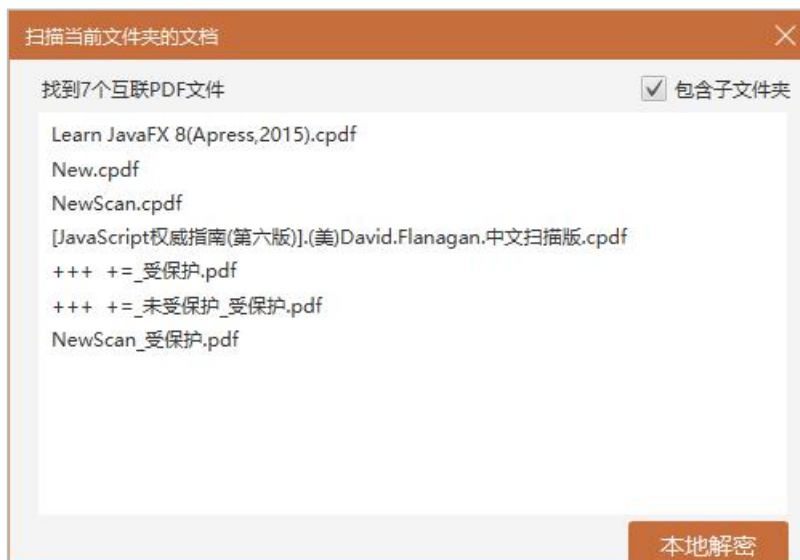 扫描当前文件夹的文档
找到7个互联PDF文件
包含子文件夹
Learn JavaFX 8(Apress,2015).cpdf
New.cpdf
NewScan.cpdf
[JavaScript权威指南(第六版)].(美)David.Flanagan.中文扫描版.cpdf
+++ +=_受保护.pdf
+++ +=_未受保护_受保护.pdf
NewScan_受保护.pdf
本地解密